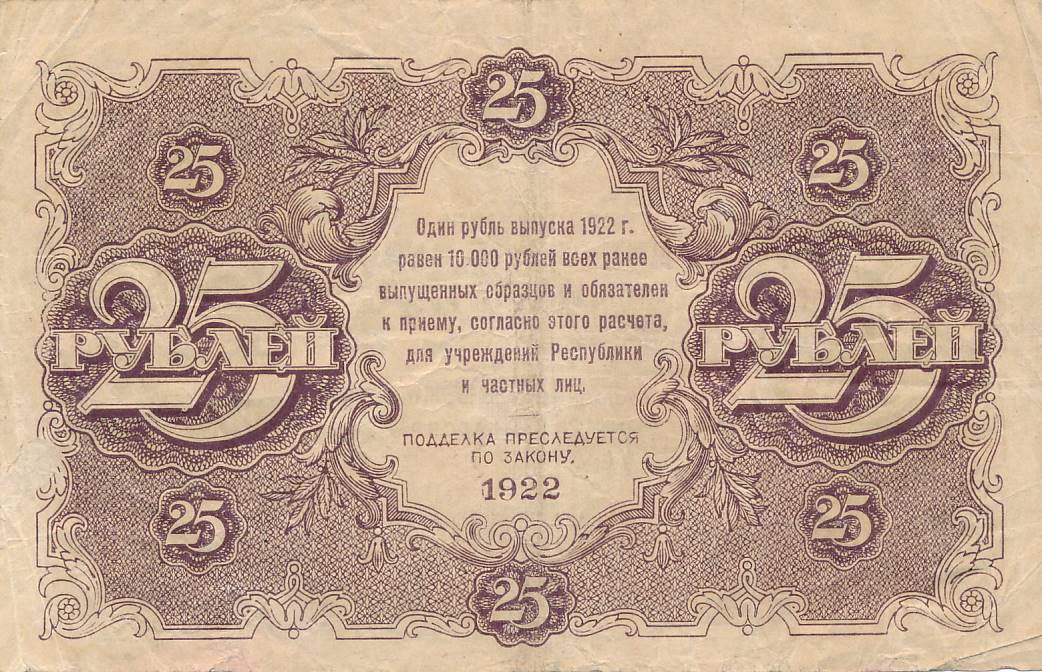 25
25
25
25 РУБЛЕЙ
25 РУБЛЕЙ
Один рубль выпуска 1922 г.
равен 10 000 рублей всех ранее
выпущенных образцов и обязателен
к приему, согласно этого расчета,
для учреждений Республики
и частных лиц.
ПОДДЕЛКА ПРЕСЛЕДУЕТСЯ
ПО ЗАКОНУ.
1922
25
25
25